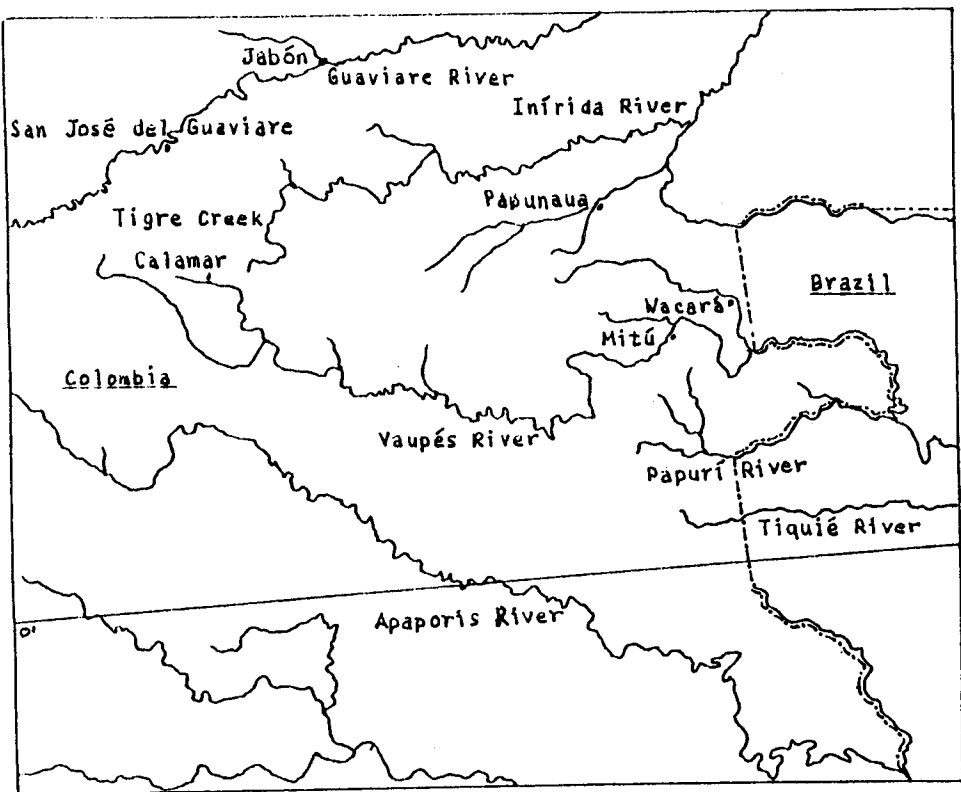 Jabón
Guaviare River
Inírida River
San José del Guaviare
Papunaua
Tigre Creek
Calamar
Brazil
Wacará
Mitú
Colombia
Vaupés River
Papurí River
Tiquié River
Apaporis River
0'